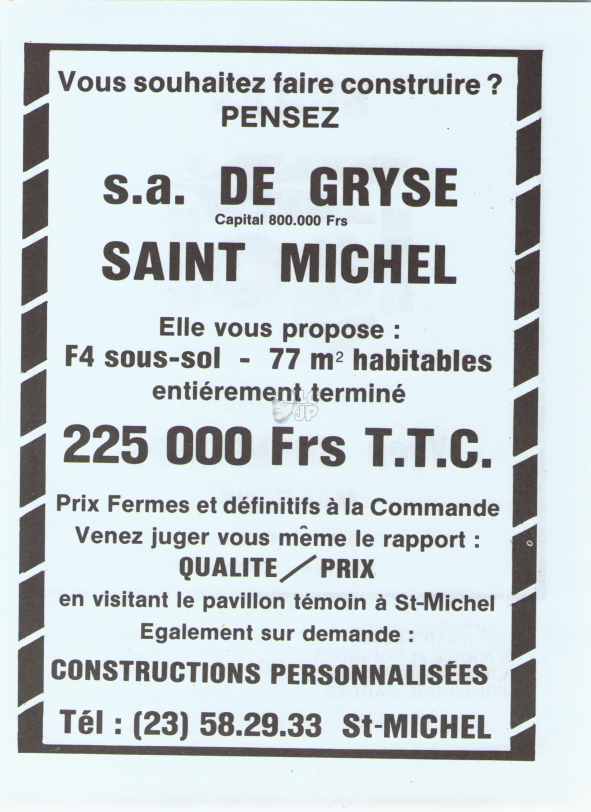 Vous souhaitez faire construire ?
PENSEZ
s.a. DE GRYSE
Capital 800.000 Frs
SAINT MICHEL
Elle vous propose :
F4 sous-sol - 77 m² habitables
entiérement terminé
225 000 Frs T.T.C.
Prix Fermes et définitifs à la Commande
Venez juger vous même le rapport :
QUALITE / PRIX
en visitant le pavillon témoin à St-Michel
Egalement sur demande :
CONSTRUCTIONS PERSONNALISÉES
Tél : (23) 58.29.33 St-MICHEL